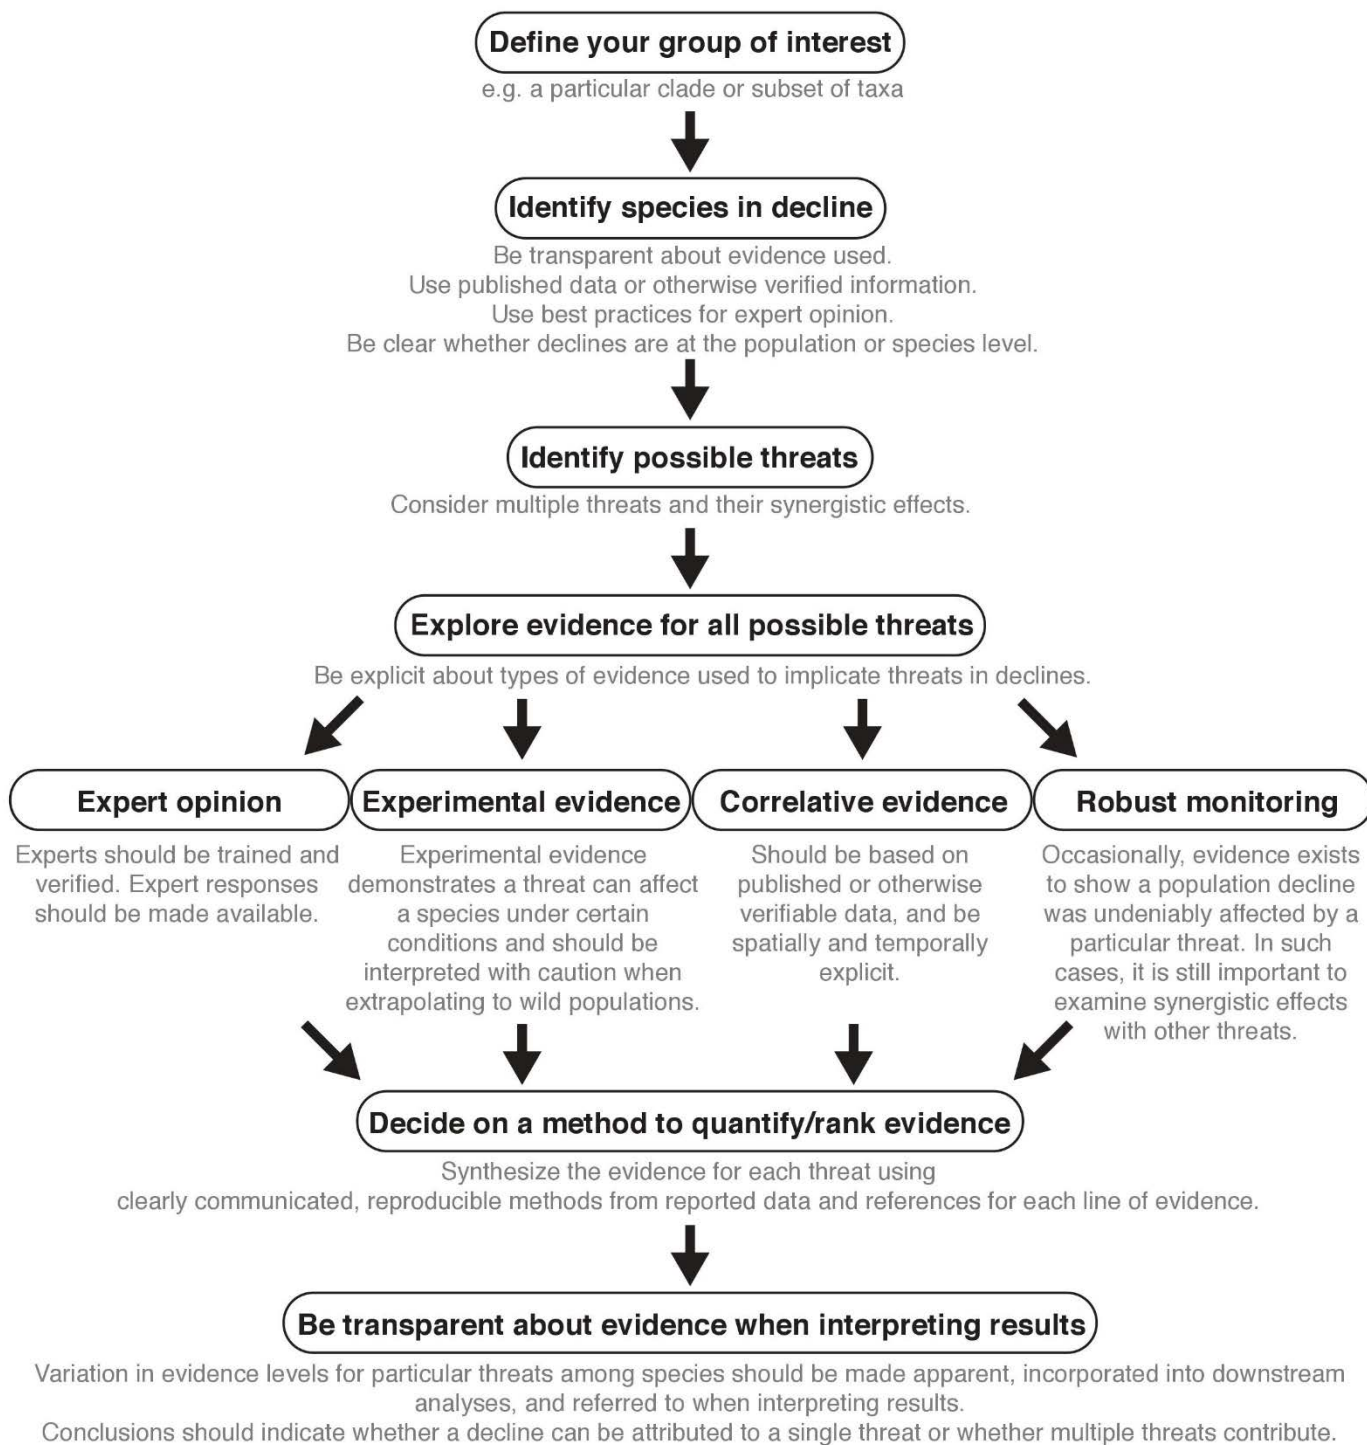 Define your group of interest
e.g. a particular clade or subset of taxa
Identify species in decline
Be transparent about evidence used.
Use published data or otherwise verified information.
Use best practices for expert opinion.
Be clear whether declines are at the population or species level.
Identify possible threats
Consider multiple threats and their synergistic effects.
Explore evidence for all possible threats
Be explicit about types of evidence used to implicate threats in declines.
Expert opinion
Experts should be trained and
verified. Expert responses
should be made available.
Experimental evidence
Experimental evidence
demonstrates a threat can affect
a species under certain
conditions and should be
interpreted with caution when
extrapolating to wild populations.
Correlative evidence
Should be based on
published or otherwise
verifiable data, and be
spatially and temporally
explicit.
Robust monitoring
Occasionally, evidence exists
to show a population decline
was undeniably affected by a
particular threat. In such
cases, it is still important to
examine synergistic effects
with other threats.
Decide on a method to quantify/rank evidence
Synthesize the evidence for each threat using
clearly communicated, reproducible methods from reported data and references for each line of evidence.
Be transparent about evidence when interpreting results
Variation in evidence levels for particular threats among species should be made apparent, incorporated into downstream
analyses, and referred to when interpreting results.
Conclusions should indicate whether a decline can be attributed to a single threat or whether multiple threats contribute.